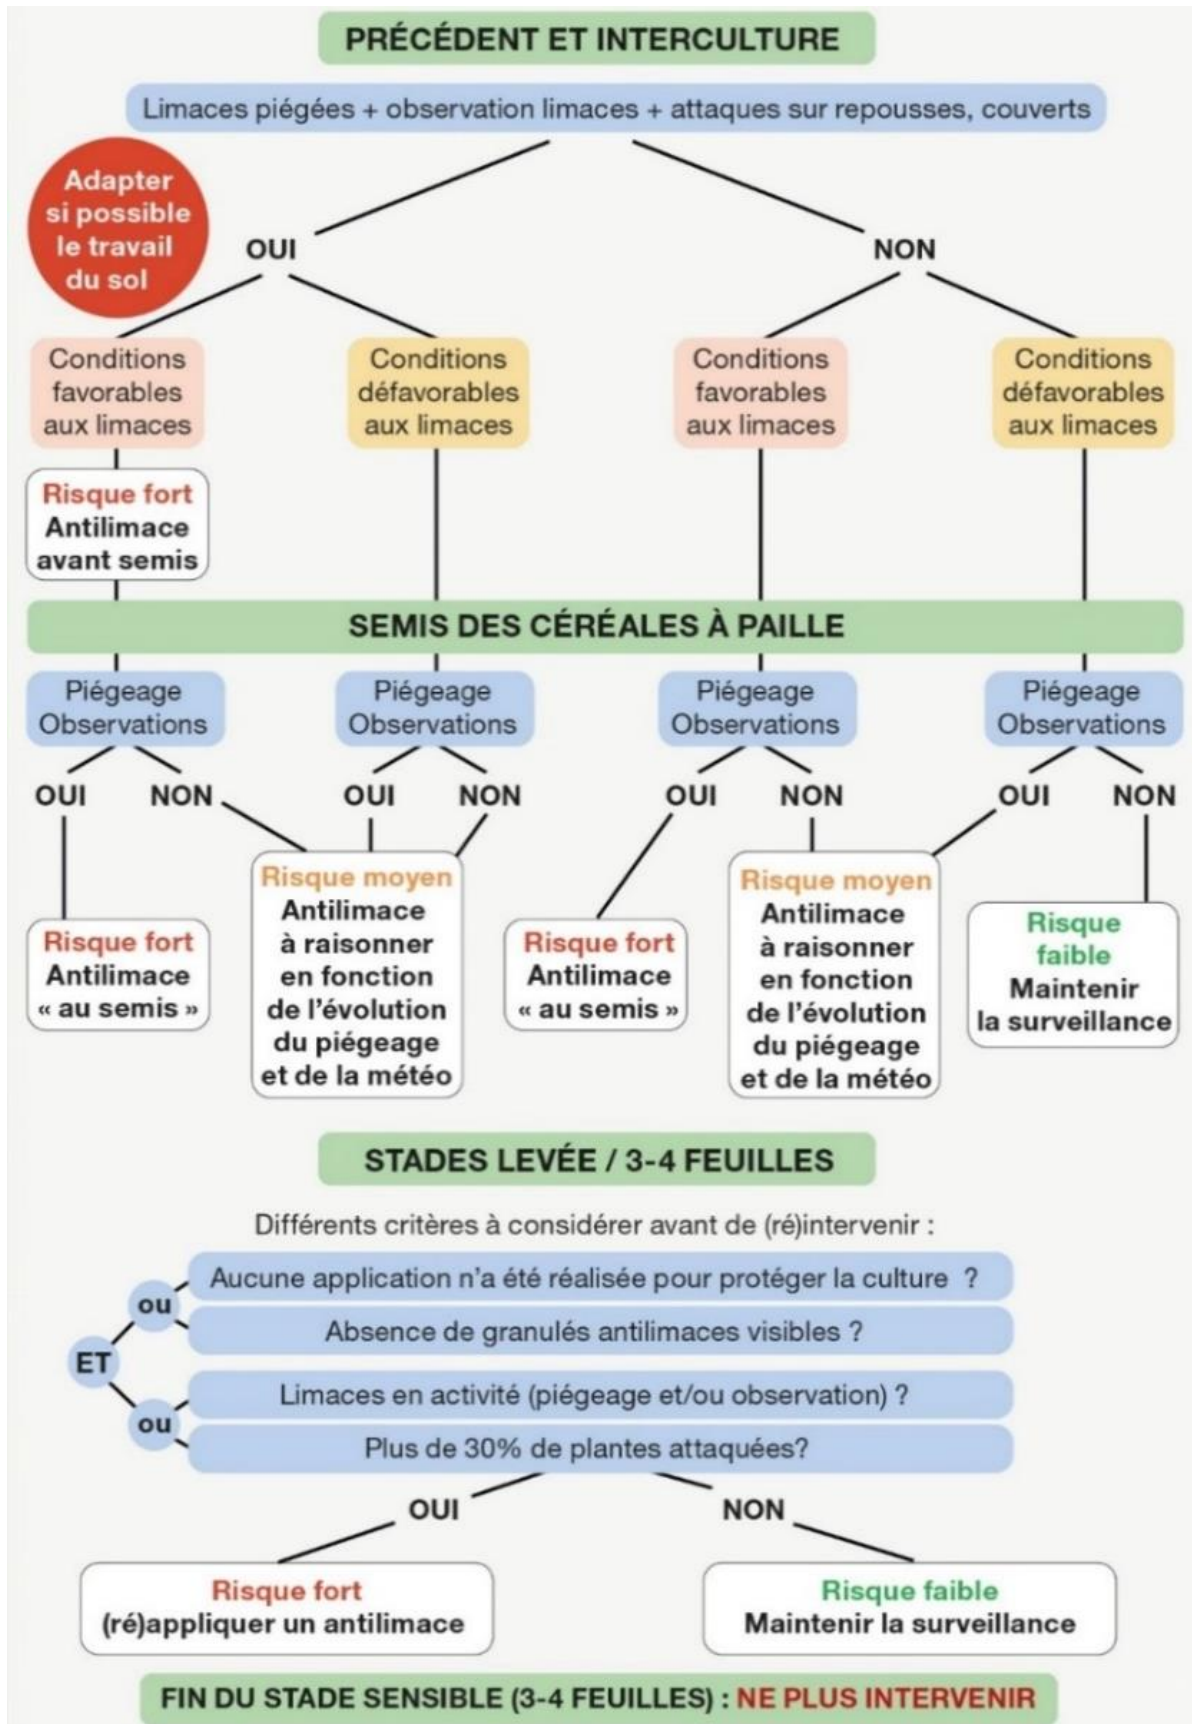 PRÉCÉDENT ET INTERCULTURE
Limaces piégées + observation limaces + attaques sur repousses, couverts
Adapter
si possible
le travail
du sol
OUI
NON
Conditions
favorables
aux limaces
Conditions
défavorables
aux limaces
Conditions
favorables
aux limaces
Conditions
défavorables
aux limaces
Risque fort
Antilimace
avant semis
SEMIS DES CÉRÉALES À PAILLE
Piégeage
Observations
Piégeage
Observations
Piégeage
Observations
Piégeage
Observations
OUI
NON
OUI
NON
OUI
NON
OUI
NON
Risque fort
Antilimace
« au semis »
Risque moyen
Antilimace
à raisonner
en fonction
de l'évolution
du piégeage
et de la météo
Risque fort
Antilimace
« au semis »
Risque moyen
Antilimace
à raisonner
en fonction
de l'évolution
du piégeage
et de la météo
Risque
faible
Maintenir
la surveillance
STADES LEVÉE / 3-4 FEUILLES
Différents critères à considérer avant de (ré)intervenir :
Aucune application n'a été réalisée pour protéger la culture ?
ou
Absence de granulés antilimaces visibles ?
ET
Limaces en activité (piégeage et/ou observation) ?
ou
Plus de 30% de plantes attaquées?
OUI
NON
Risque fort
(ré)appliquer un antilimace
Risque faible
Maintenir la surveillance
FIN DU STADE SENSIBLE (3-4 FEUILLES) : NE PLUS INTERVENIR